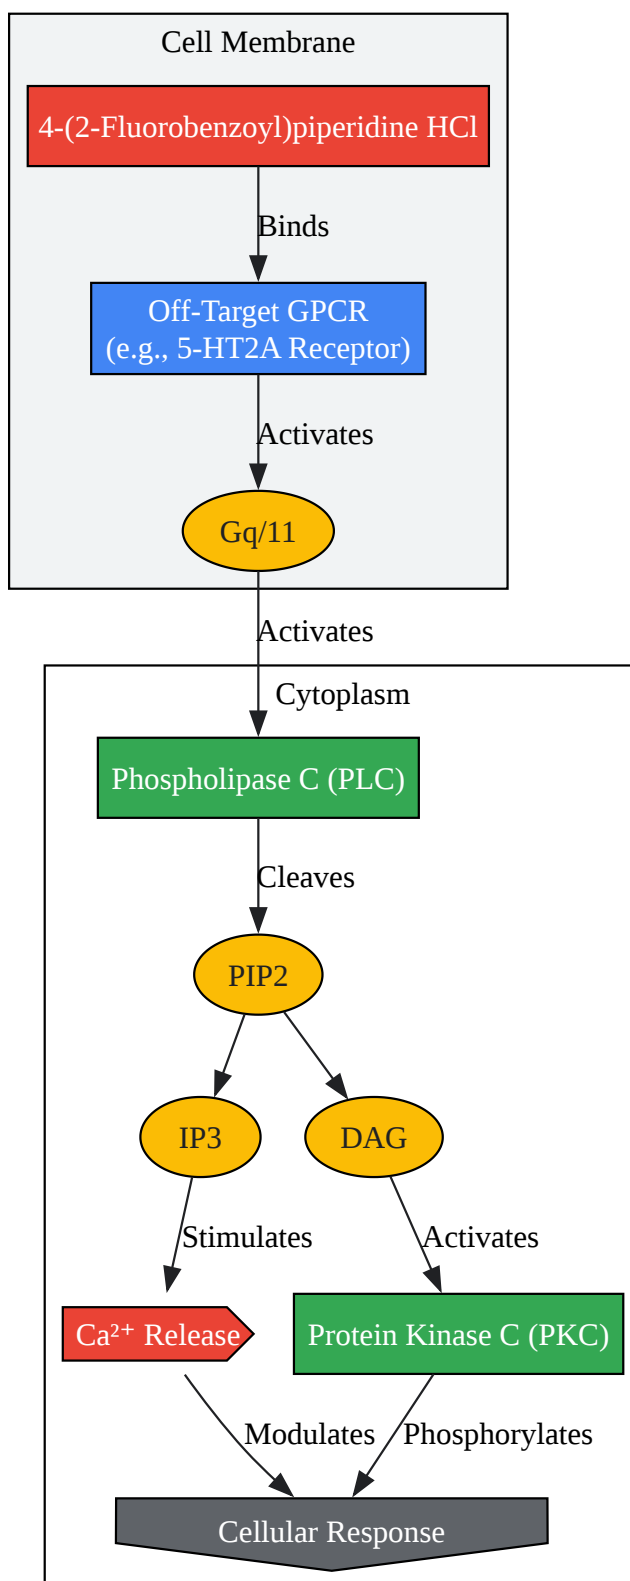 Cell Membrane
4-(2-Fluorobenzoyl)piperidine HCl
Binds
Off-Target GPCR
(e.g., 5-HT2A Receptor)
Activates
Gq/11
Activates
Cytoplasm
Phospholipase C (PLC)
Cleaves
PIP2
IP3
DAG
Stimulates
Activates
Ca²⁺ Release
Protein Kinase C (PKC)
Modulates
Phosphorylates
Cellular Response